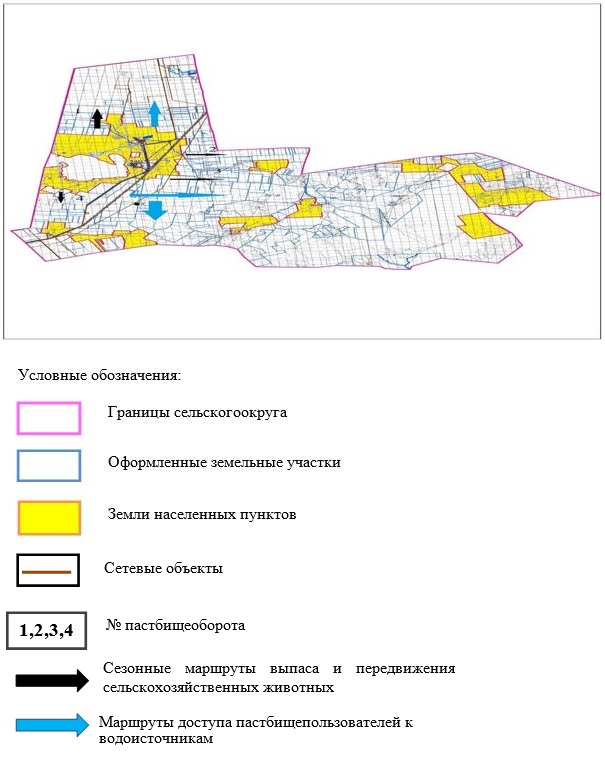 Условные обозначения:
Границы сельскогоокруга
Оформленные земельные участки
Земли населенных пунктов
Сетевые объекты
1,2,3,4
№ пастбищеоборота
Сезонные маршруты выпаса и передвижения
сельскохозяйственных животных
Маршруты доступа пастбищепользователей к
водоисточникам